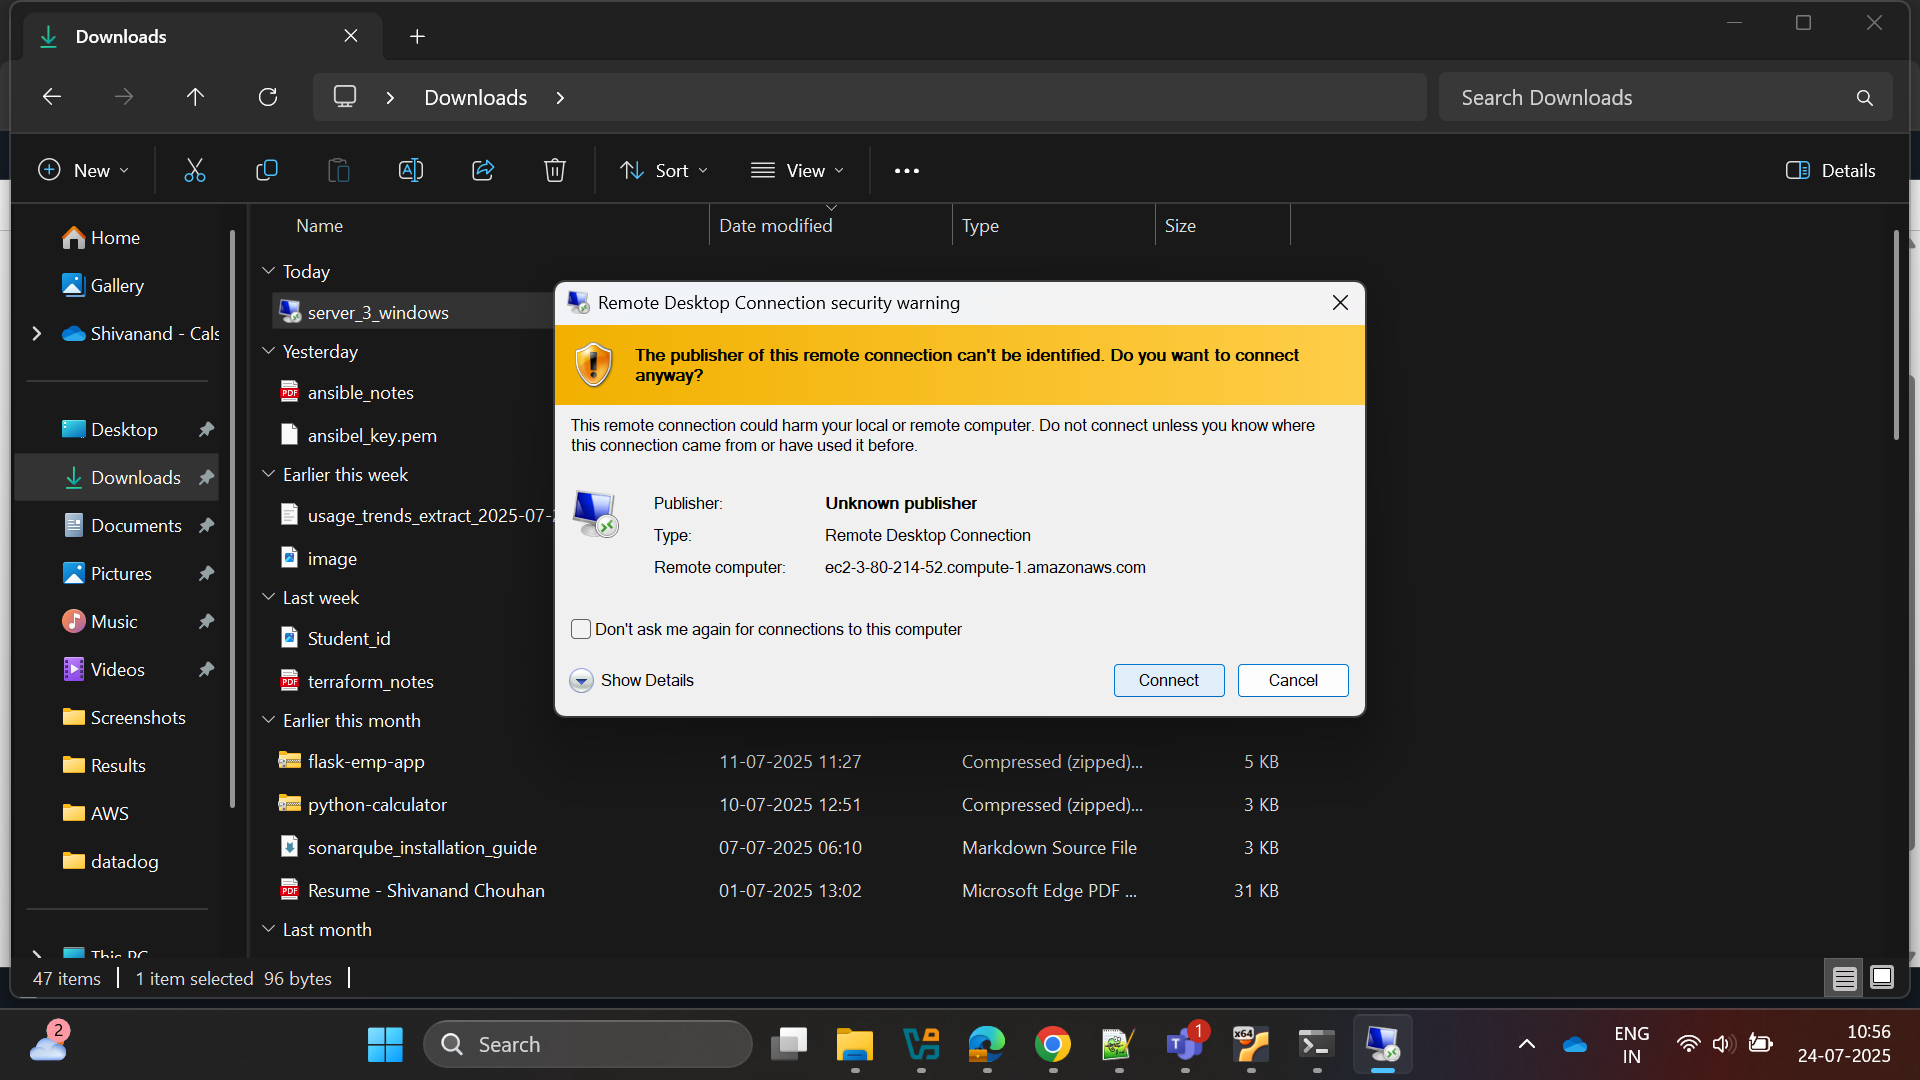 Downloads
Downloads
Search Downloads
New
Sort
View
Details
Home
Gallery
Shivanand - Cals
Desktop
Downloads
Documents
Pictures
Music
Videos
Screenshots
Results
AWS
datadog
This PC
Name
Date modified
Type
Size
Today
server_3_windows
Yesterday
ansible_notes
ansibel_key.pem
Earlier this week
usage_trends_extract_2025-07-2
image
Last week
Student_id
terraform_notes
Earlier this month
flask-emp-app 11-07-2025 11:27 Compressed (zipped)... 5 KB
python-calculator 10-07-2025 12:51 Compressed (zipped)... 3 KB
sonarqube_installation_guide 07-07-2025 06:10 Markdown Source File 3 KB
Resume - Shivanand Chouhan 01-07-2025 13:02 Microsoft Edge PDF ... 31 KB
Last month
Remote Desktop Connection security warning
The publisher of this remote connection can't be identified. Do you want to connect
anyway?
This remote connection could harm your local or remote computer. Do not connect unless you know where
this connection came from or have used it before.
Publisher: Unknown publisher
Type: Remote Desktop Connection
Remote computer: ec2-3-80-214-52.compute-1.amazonaws.com
Don't ask me again for connections to this computer
Show Details
Connect
Cancel
47 items
1 item selected 96 bytes
2
Search
1
x64
ENG
IN
10:56
24-07-2025